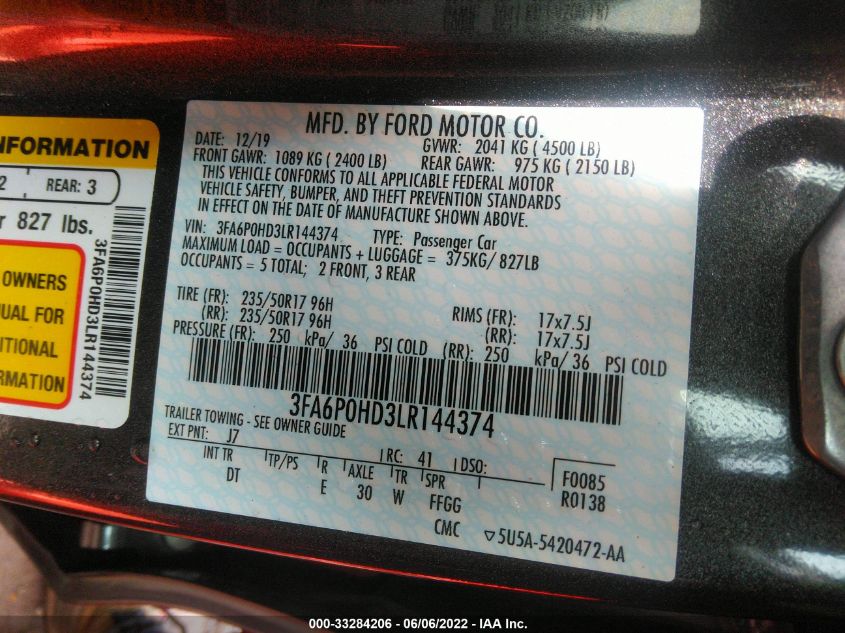 INFORMATION
2 REAR: 3
r 827 lbs.
OWNERS
UAL FOR
ITIONAL
RMATION
3FA6P0HD3LR144374
MFD. BY FORD MOTOR CO.
DATE: 12/19 GVWR: 2041 KG ( 4500 LB)
FRONT GAWR: 1089 KG ( 2400 LB) REAR GAWR: 975 KG ( 2150 LB)
THIS VEHICLE CONFORMS TO ALL APPLICABLE FEDERAL MOTOR
VEHICLE SAFETY, BUMPER, AND THEFT PREVENTION STANDARDS
IN EFFECT ON THE DATE OF MANUFACTURE SHOWN ABOVE.
VIN: 3FA6P0HD3LR144374 TYPE: Passenger Car
MAXIMUM LOAD = OCCUPANTS + LUGGAGE = 375KG/ 827LB
OCCUPANTS = 5 TOTAL; 2 FRONT, 3 REAR
TIRE (FR): 235/50R17 96H RIMS (FR): 17x7.5J
(RR): 235/50R17 96H (RR): 17x7.5J
PRESSURE (FR): 250 kPa/ 36 PSI COLD (RR): 250 kPa/ 36 PSI COLD
3FA6P0HD3LR144374
TRAILER TOWING - SEE OWNER GUIDE
EXT PNT: J7 RC: 41 DSO: F0085
INT TR TP/PS R AXLE TR SPR R0138
DT E 30 W FFGG
CMC ▽5U5A-5420472-AA
000-33284206 - 06/06/2022 - IAA Inc.